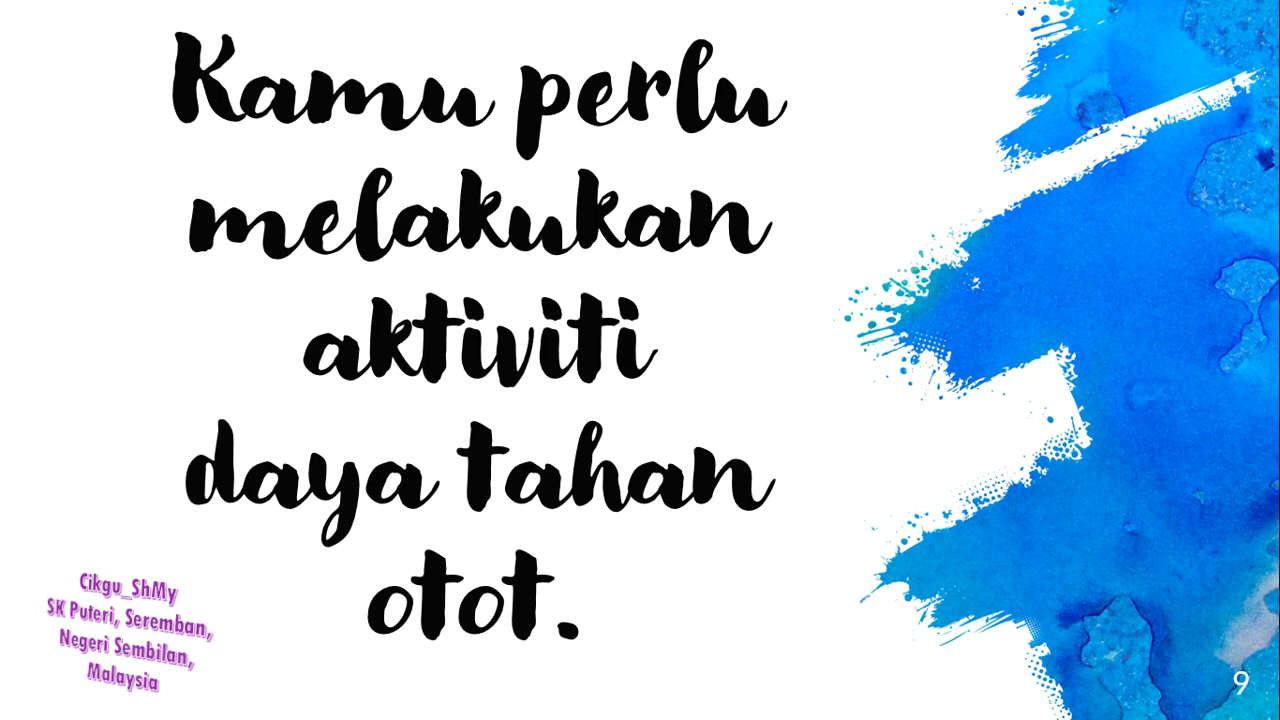 Kamu perlu
melakukan
aktiviti
daya tahan
otot.
Cikgu_ShMy
SK Puteri, Seremban,
Negeri Sembilan,
Malaysia
9